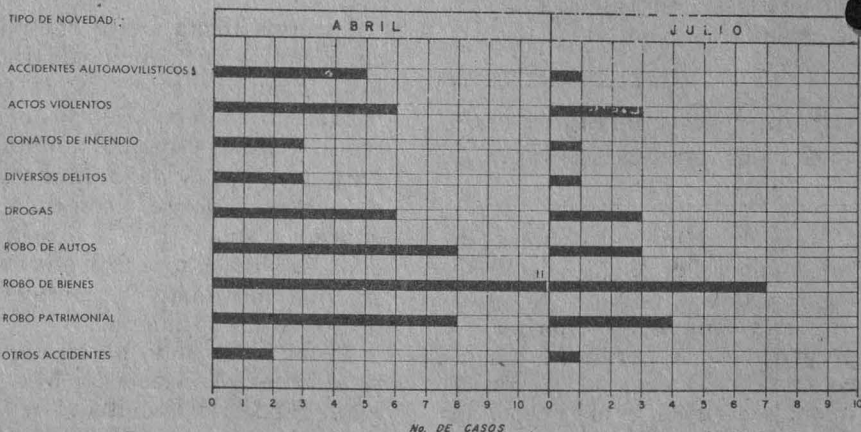 TIPO DE NOVEDAD:
ABRIL
JULIO
ACCIDENTES AUTOMOVILISTICOS
ACTOS VIOLENTOS
CONATOS DE INCENDIO
DIVERSOS DELITOS
DROGAS
ROBO DE AUTOS
11
ROBO DE BIENES
ROBO PATRIMONIAL
OTROS ACCIDENTES
0 1 2 3 4 5 6 7 8 9 10 0 1 2 3 4 5 6 7 8 9 10
No. DE CASOS